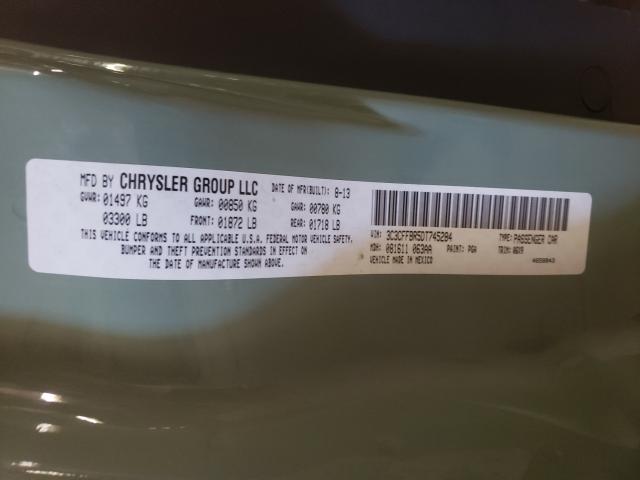 MFD BY CHRYSLER GROUP LLC DATE OF MFR(BUILT): 8-13
GVWR: 01497 KG GAWR: 00850 KG GAWR: 00780 KG
03300 LB FRONT: 01872 LB REAR: 01718 LB
THIS VEHICLE CONFORMS TO ALL APPLICABLE U.S.A. FEDERAL MOTOR VEHICLE SAFETY,
BUMPER AND THEFT PREVENTION STANDARDS IN EFFECT ON
THE DATE OF MANUFACTURE SHOWN ABOVE.
VIN: 3C3CFFBR5DT745284 TYPE: PASSENGER CAR
MDH: 081611 063AA PAINT: PGA TRIM: A6X9
VEHICLE MADE IN MEXICO